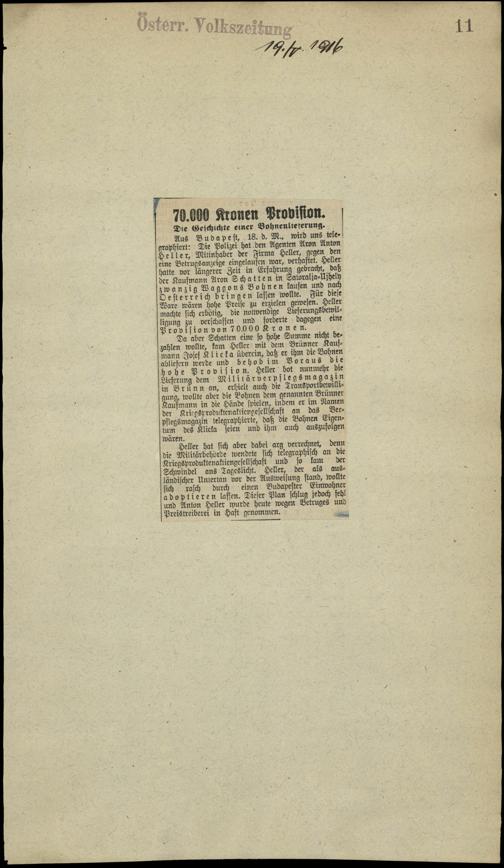 Österr. Volkszeitung
11
19. IV. 1916
70.000 Kronen Provision.
Die Geschichte einer Bohnenlieferung.
Aus Budapest, 18. d. M., wird uns tele-
graphiert: Die Polizei hat den Agenten Aron Anton
Heller, Mitinhaber der Firma Heller, gegen den
eine Betrugsanzeige eingelaufen war, verhaftet. Heller
hatte vor längerer Zeit in Erfahrung gebracht, daß
der Kaufmann Aron Schatten in Satoralja-Ujhely
zwanzig Waggons Bohnen kaufen und nach
Oesterreich bringen lassen wollte. Für diese
Ware wären hohe Preise zu erzielen gewesen. Heller
machte sich erbötig, die notwendige Lieferungsbewil-
ligung zu verschaffen und forderte dagegen eine
Provision von 70.000 Kronen.
Da aber Schatten eine so hohe Summe nicht be-
zahlen wollte, kam Heller mit dem Brünner Kauf-
mann Josef Klicka überein, daß er ihm die Bohnen
abliefern werde und behob im Voraus die
hohe Provision. Heller bot nunmehr die
Lieferung dem Militärverpflegsmagazin
in Brünn an, erhielt auch die Transportbewilli-
gung, wollte aber die Bohnen dem genannten Brünner
Kaufmann in die Hände spielen, indem er im Namen
der Kriegsproduktenaktiengesellschaft an das Ver-
pflegsmagazin telegraphierte, daß die Bohnen Eigen-
tum des Klicka seien und ihm auch auszufolgen
wären.
Heller hat sich aber dabei arg verrechnet, denn
die Militärbehörde wendete sich telegraphisch an die
Kriegsproduktenaktiengesellschaft und so kam der
Schwindel ans Tageslicht. Heller, der als aus-
ländischer Untertan vor der Ausweisung stand, wollte
sich rasch durch einen Budapester Einwohner
adoptieren lassen. Dieser Plan schlug jedoch fehl
und Anton Heller wurde heute wegen Betruges und
Preistreiberei in Haft genommen.